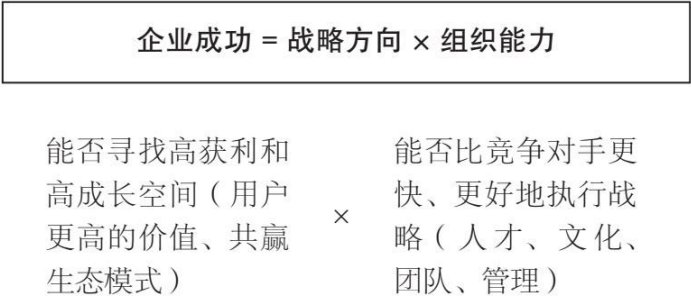 企业成功 = 战略方向 × 组织能力
能否寻找高获利和
高成长空间（用户
更高的价值、共赢
生态模式）
×
能否比竞争对手更
快、更好地执行战
略（人才、文化、
团队、管理）